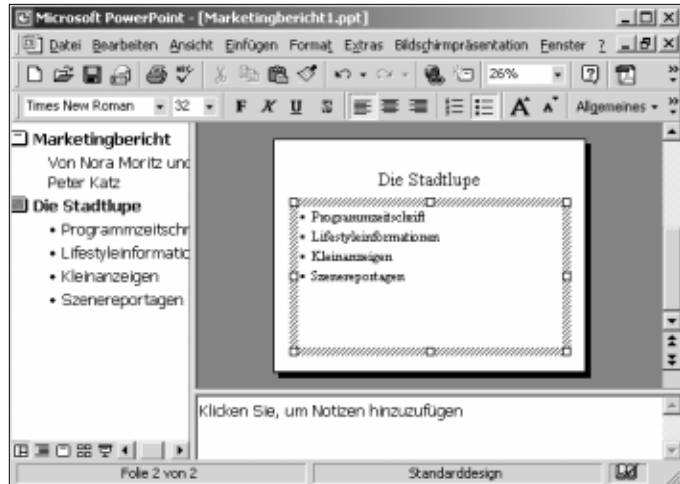 Microsoft PowerPoint - [Marketingbericht1.ppt]
Datei Bearbeiten Ansicht Einfügen Format Extras Bildschirmpräsentation Fenster ?
26%
Times New Roman 32 F K U S A A Allgemeines
Marketingbericht
Von Nora Moritz und
Peter Katz
Die Stadtlupe
• Programmzeitschr
• Lifestyleinformatic
• Kleinanzeigen
• Szenereportagen
Die Stadtlupe
• Programmzeitschrift
• Lifestyleinformationen
• Kleinanzeigen
• Szenereportagen
Klicken Sie, um Notizen hinzuzufügen
Folie 2 von 2 Standarddesign